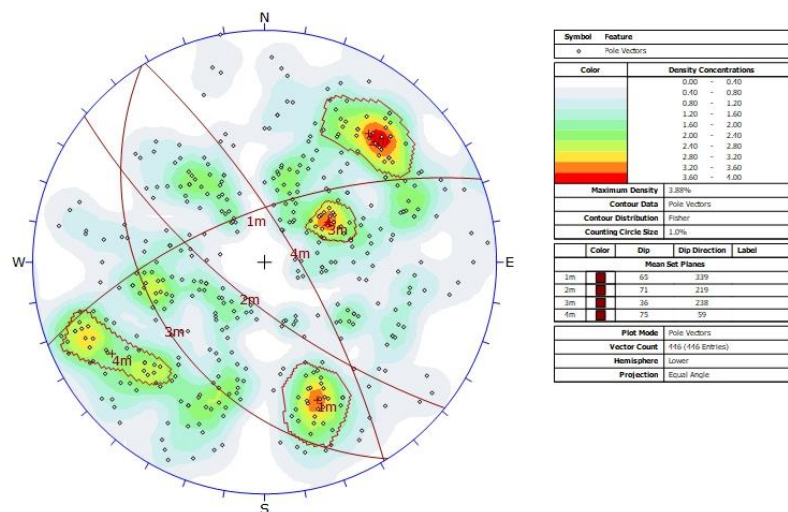 N
W
E
S
1m
2m
3m
4m
3m
4m
1m
Symbol Feature
Pole Vectors
Color Density Concentrations
0.00 - 0.40
0.40 - 0.80
0.80 - 1.20
1.20 - 1.60
1.60 - 2.00
2.00 - 2.40
2.40 - 2.80
2.80 - 3.20
3.20 - 3.60
3.60 - 4.00
Maximum Density 3.88%
Contour Data Pole Vectors
Contour Distribution Fisher
Counting Circle Size 1.0%
Color Dip Dip Direction Label
Mean Set Planes
1m 65 339
2m 71 219
3m 36 238
4m 75 59
Plot Mode Pole Vectors
Vector Count 446 (446 Entries)
Hemisphere Lower
Projection Equal Angle